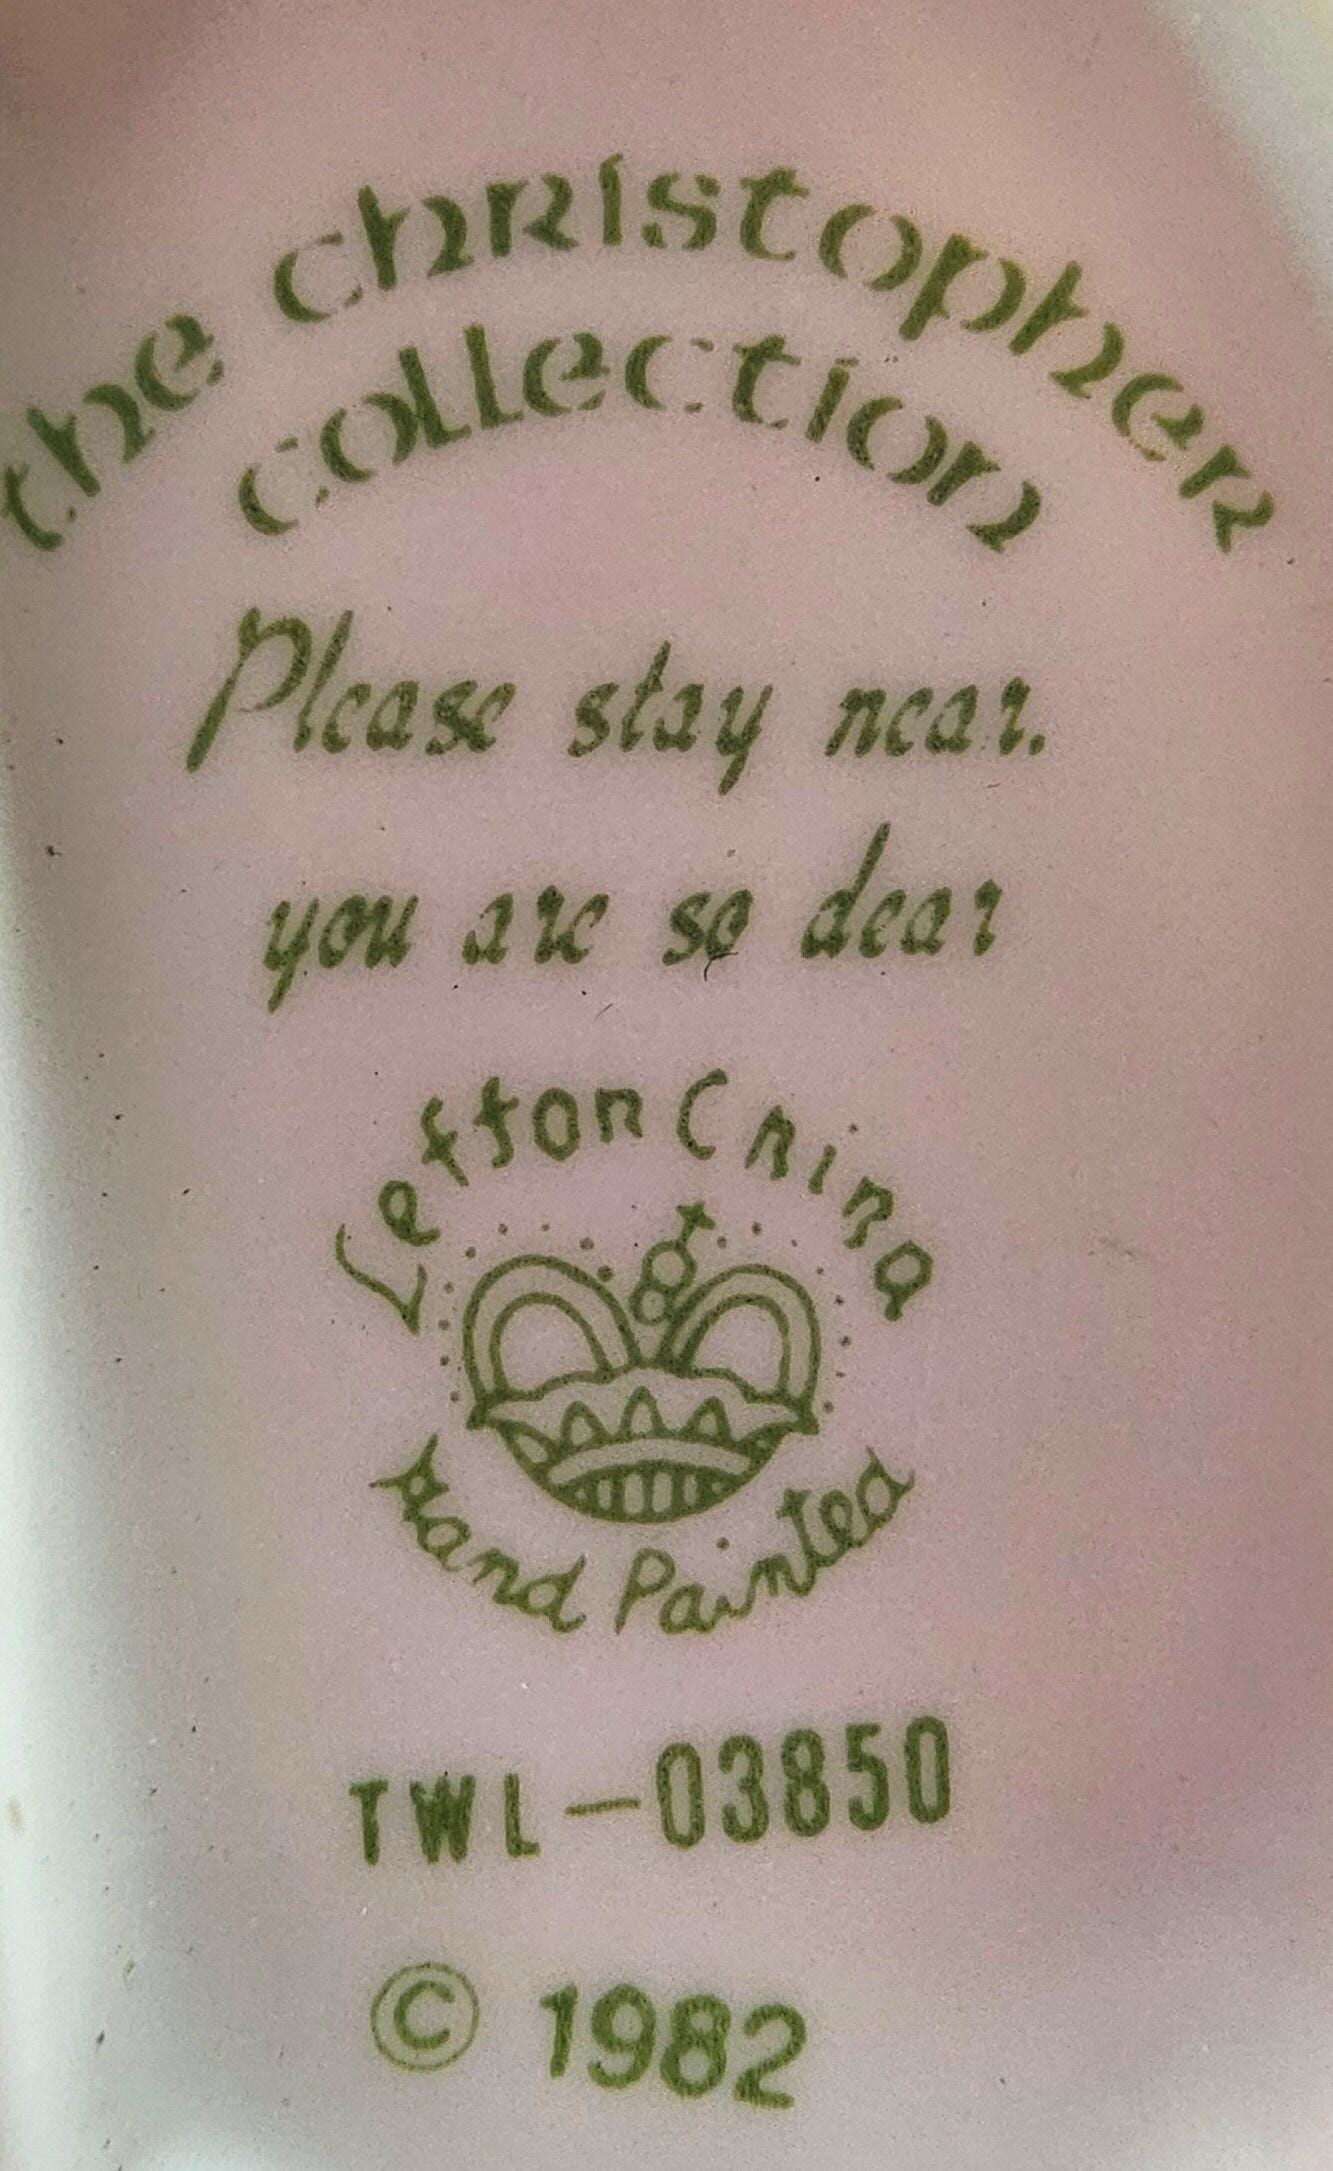 the christopher
collection
Please stay near.
you are so dear
Lefton China
Hand Painted
TWL-03850
© 1982